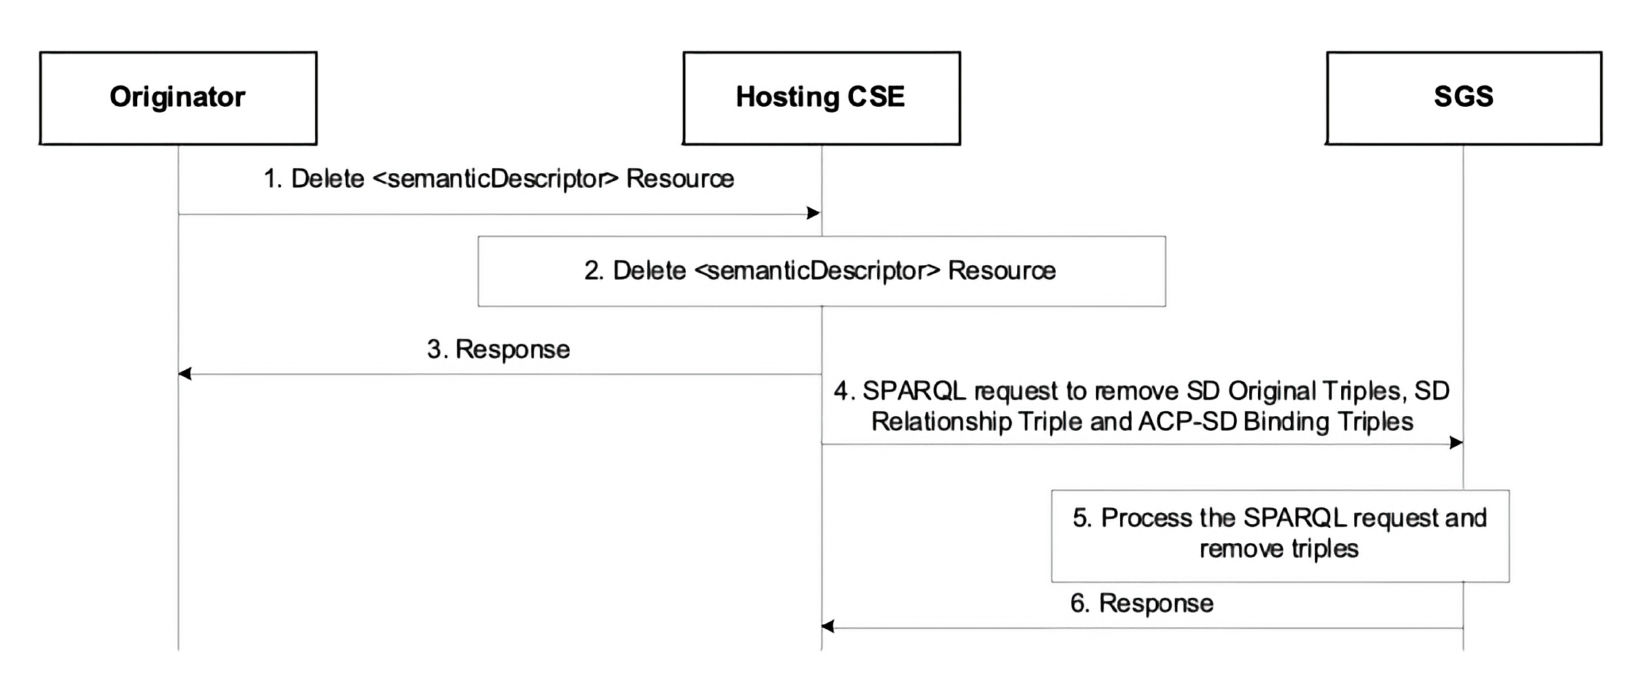 Originator
Hosting CSE
SGS
1. Delete <semanticDescriptor> Resource
2. Delete <semanticDescriptor> Resource
3. Response
4. SPARQL request to remove SD Original Triples, SD
Relationship Triple and ACP-SD Binding Triples
5. Process the SPARQL request and
remove triples
6. Response